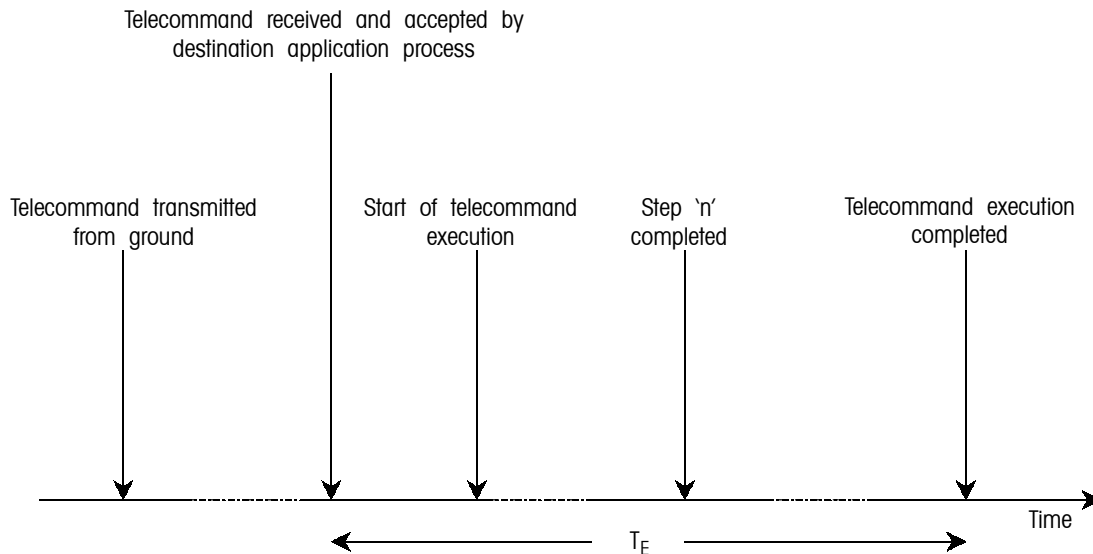 Telecommand received and accepted by
destination application process
Telecommand transmitted
from ground
Start of telecommand
execution
Step ‘n’
completed
Telecommand execution
completed
Time
T_E